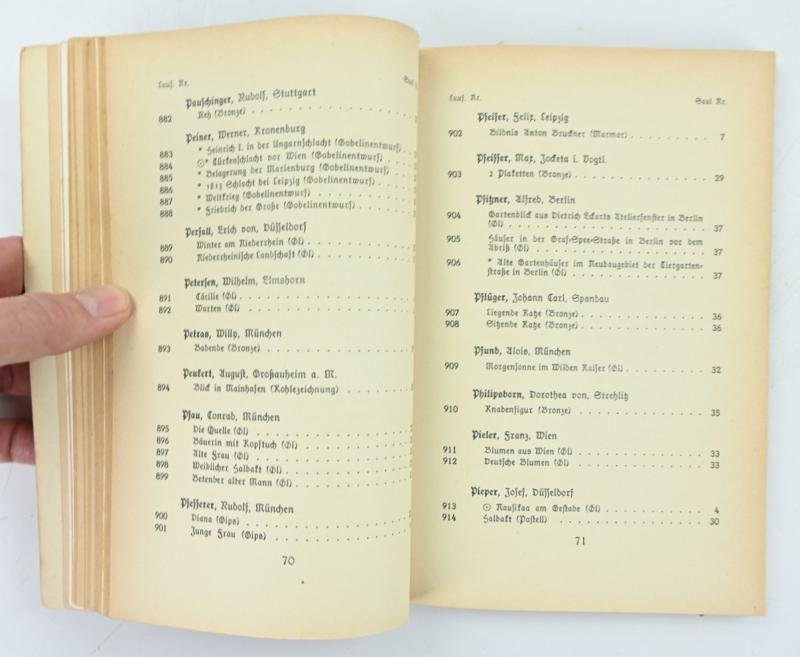 Lauf. Nr.
Saal
Pauschinger, Rudolf, Stuttgart
882 Reh (Bronze)
Peiner, Werner, Kronenburg
883 * Heinrich I. in der Ungarnschlacht (Gobelinentwurf)
884 ⊙* Türkenschlacht vor Wien (Gobelinentwurf)
885 * Belagerung der Marienburg (Gobelinentwurf)
886 * 1813 Schlacht bei Leipzig (Gobelinentwurf)
887 * Weltkrieg (Gobelinentwurf)
888 * Friedrich der Große (Gobelinentwurf)
Perfall, Erich von, Düsseldorf
889 Winter am Niederrhein (Öl)
890 Niederrheinische Landschaft (Öl)
Petersen, Wilhelm, Elmshorn
891 Cäcilie (Öl)
892 Warten (Öl)
Petras, Willy, München
893 Badende (Bronze)
Peukert, August, Großauheim a. M.
894 Blick in Mainhafen (Kohlezeichnung)
Pfau, Conrad, München
895 Die Quelle (Öl)
896 Bäuerin mit Kopftuch (Öl)
897 Alte Frau (Öl)
898 Weiblicher Halbakt (Öl)
899 Betender alter Mann (Öl)
Pfefferer, Rudolf, München
900 Diana (Gips)
901 Junge Frau (Gips)
70
Lauf. Nr. Saal Nr.
Pfeifer, Felix, Leipzig
902 Bildnis Anton Bruckner (Marmor) 7
Pfeiffer, Max, Jocketa i. Vogtl.
903 2 Plaketten (Bronze) 29
Pfitzner, Alfred, Berlin
904 Gartenblick aus Dietrich Eckarts Atelierfenster in Berlin
(Öl) 37
905 Häuser in der Graf-Spee-Straße in Berlin vor dem
Abriß (Öl) 37
906 * Alte Gartenhäuser im Neubaugebiet der Tiergarten-
straße in Berlin (Öl) 37
Pflüger, Johann Carl, Spandau
907 Liegende Katze (Bronze) 36
908 Sitzende Katze (Bronze) 36
Pfund, Alois, München
909 Morgensonne im Wilden Kaiser (Öl) 32
Philipsborn, Dorothea von, Strehlitz
910 Knabenfigur (Bronze) 35
Pieler, Franz, Wien
911 Blumen aus Wien (Öl) 33
912 Deutsche Blumen (Öl) 33
Pieper, Josef, Düsseldorf
913 ⊙ Nausikaa am Gestade (Öl) 4
914 Halbakt (Pastell) 30
71